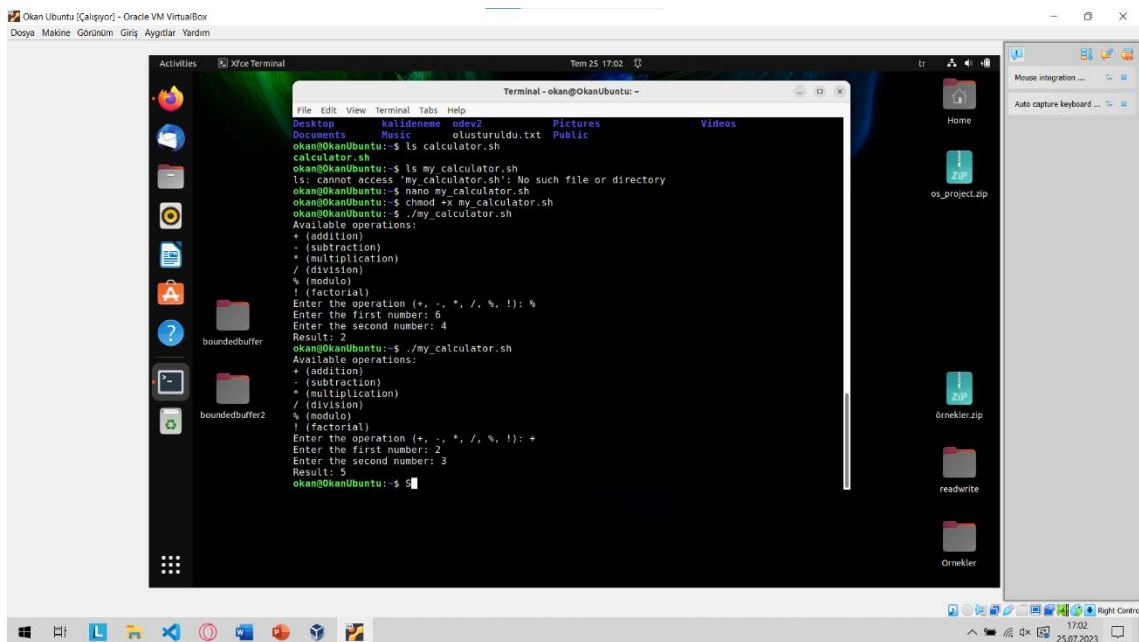 Okan Ubuntu [Çalışıyor] - Oracle VM VirtualBox
Dosya Makine Görünüm Giriş Aygıtlar Yardım
Activities Xfce Terminal Tem 25 17:02 tr
Mouse integration ...
Auto capture keyboard ...
Terminal - okan@OkanUbuntu: ~
File Edit View Terminal Tabs Help
Desktop kalideneme odev2 Pictures Videos
Documents Music olusturuldu.txt Public
okan@OkanUbuntu:~$ ls calculator.sh
calculator.sh
okan@OkanUbuntu:~$ ls my_calculator.sh
ls: cannot access 'my_calculator.sh': No such file or directory
okan@OkanUbuntu:~$ nano my_calculator.sh
okan@OkanUbuntu:~$ chmod +x my_calculator.sh
okan@OkanUbuntu:~$ ./my_calculator.sh
Available operations:
+ (addition)
- (subtraction)
* (multiplication)
/ (division)
% (modulo)
! (factorial)
Enter the operation (+, -, *, /, %, !): %
Enter the first number: 6
Enter the second number: 4
Result: 2
okan@OkanUbuntu:~$ ./my_calculator.sh
Available operations:
+ (addition)
- (subtraction)
* (multiplication)
/ (division)
% (modulo)
! (factorial)
Enter the operation (+, -, *, /, %, !): +
Enter the first number: 2
Enter the second number: 3
Result: 5
okan@OkanUbuntu:~$ S
boundedbuffer
boundedbuffer2
Home
ZIP
os_project.zip
ZIP
örnekler.zip
readwrite
Ornekler
Right Contro
17:02
25.07.2023